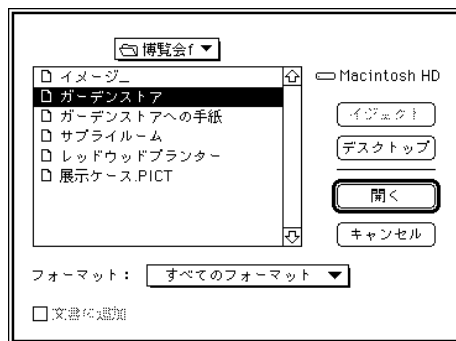 博覧会f
イメージ_
ガーデンストア
ガーデンストアへの手紙
サプライルーム
レッドウッドプランター
展示ケース.PICT
Macintosh HD
イジェクト
デスクトップ
開く
キャンセル
フォーマット： すべてのフォーマット
文書に追加